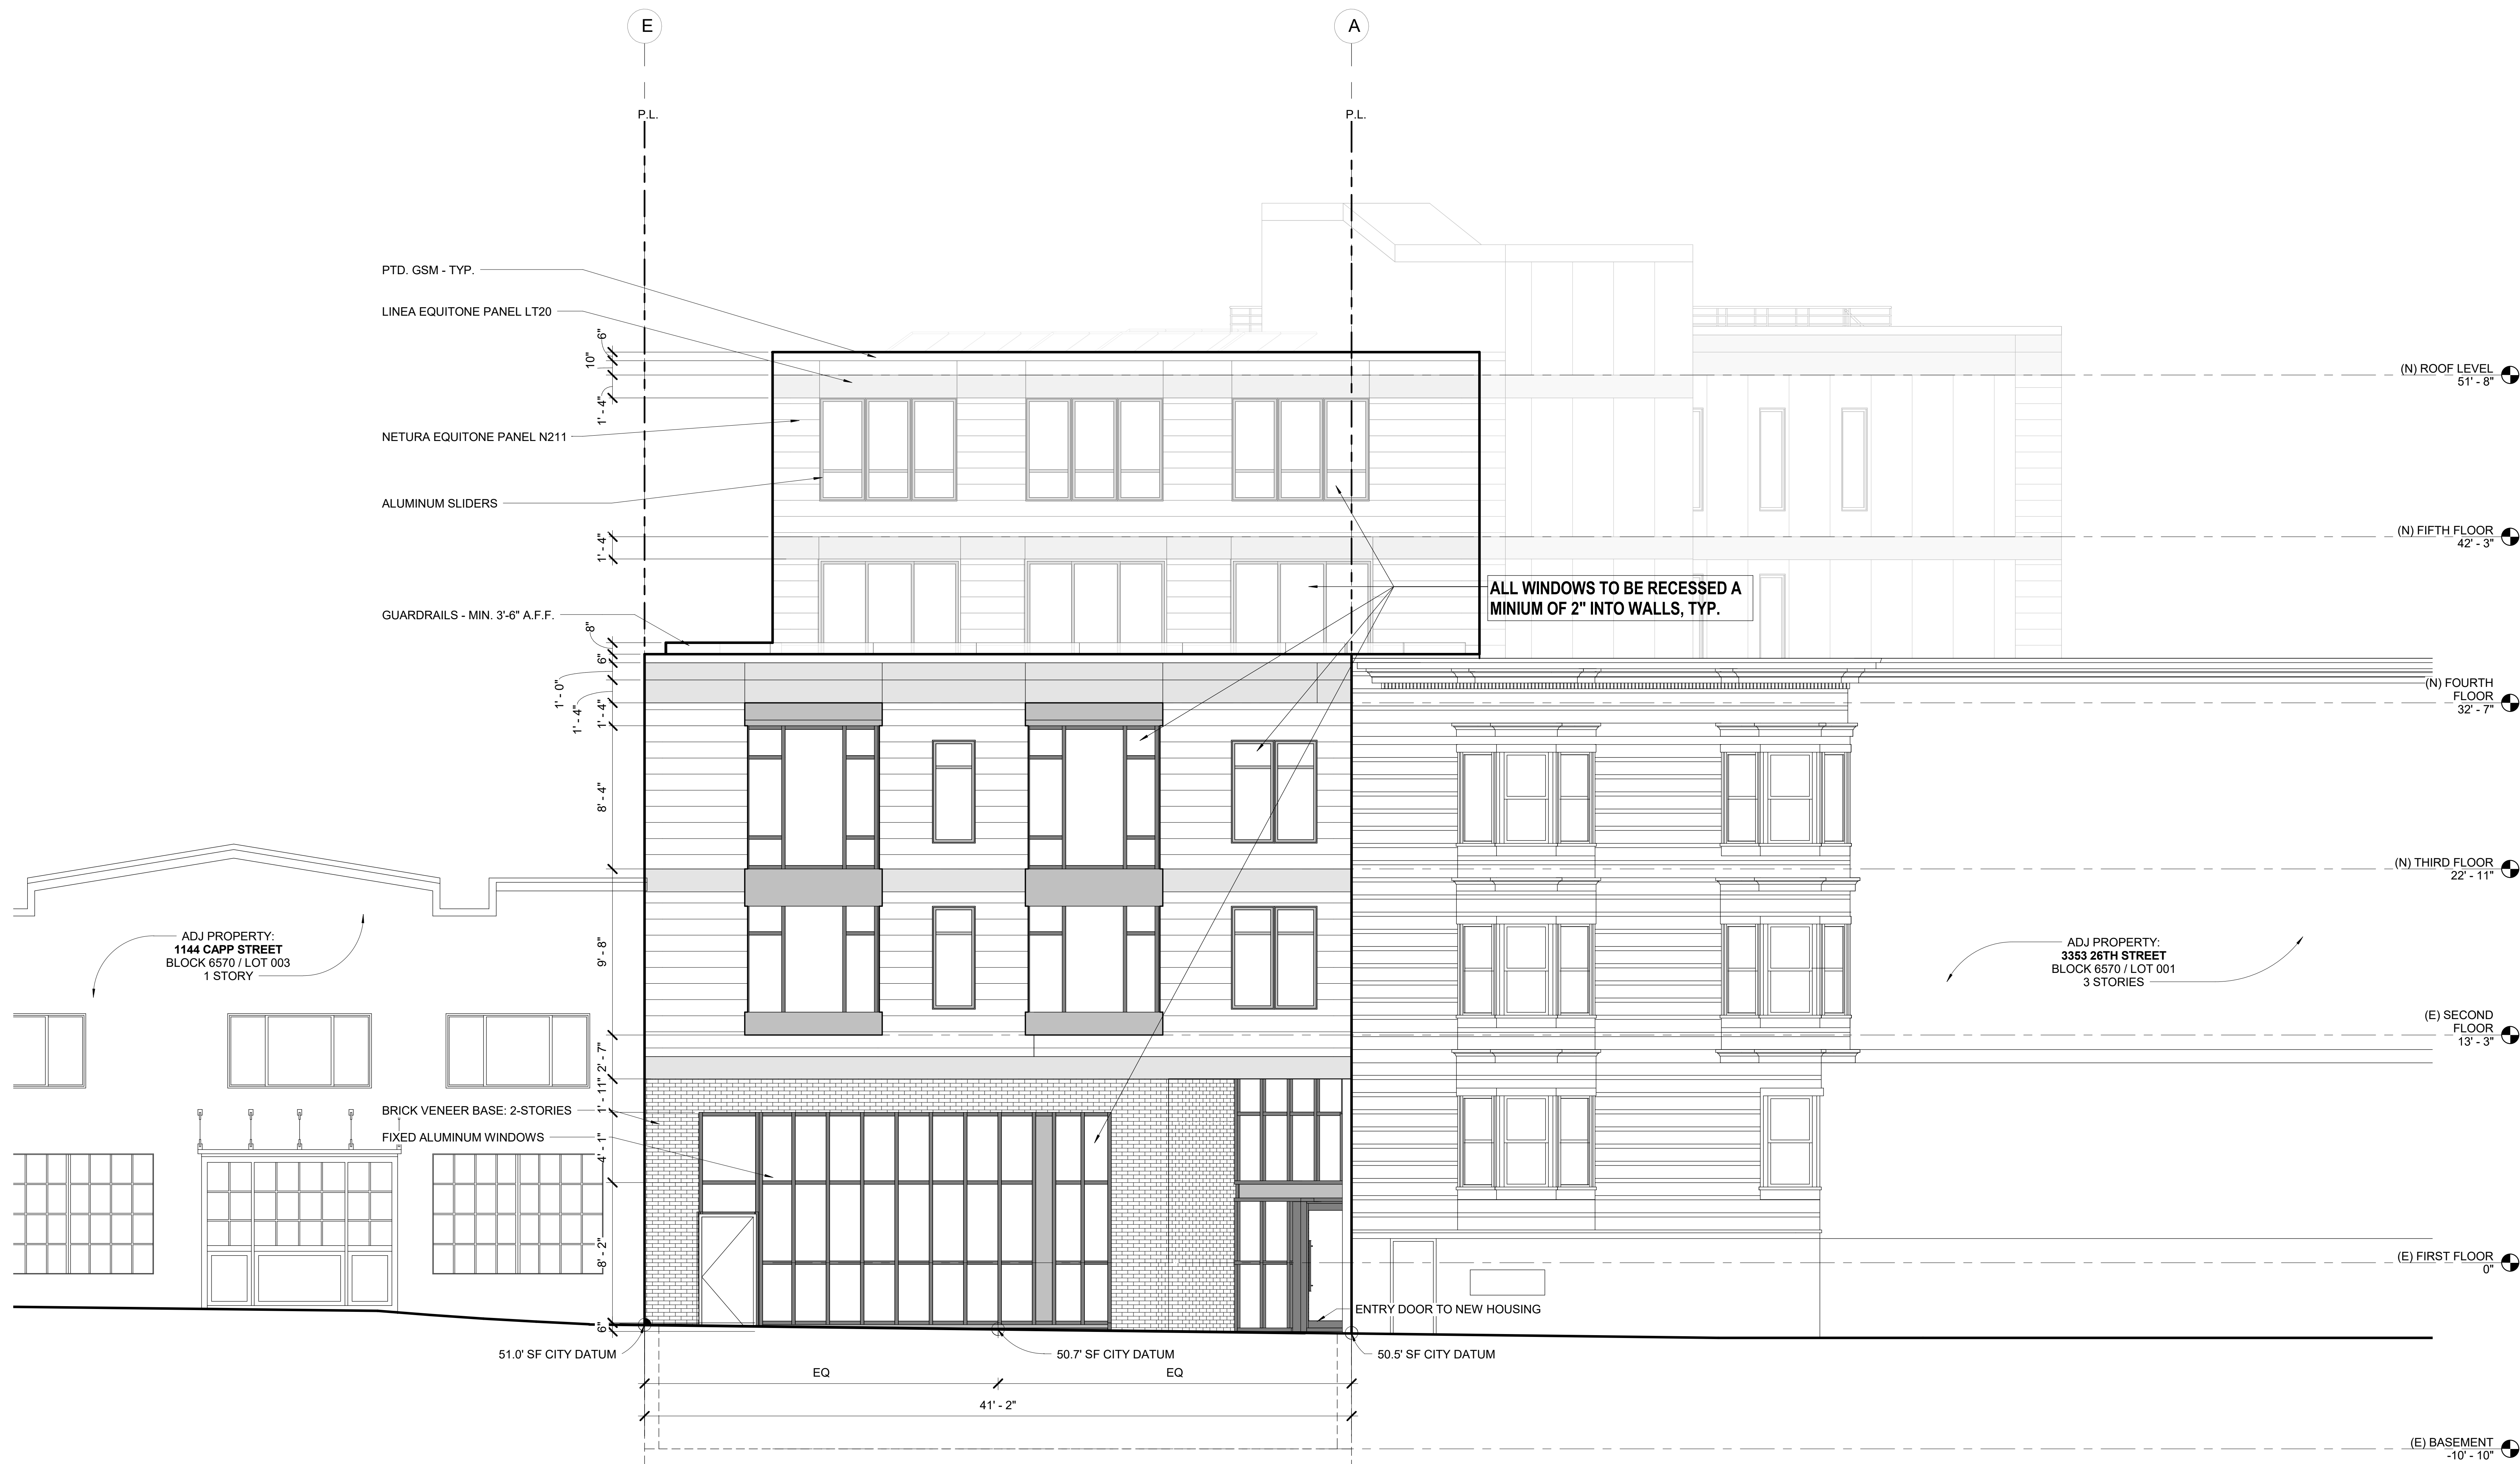 E
A
P.L.
P.L.
PTD. GSM - TYP.
LINEA EQUITONE PANEL LT20
6"
10"
1' - 4"
(N) ROOF LEVEL
51' - 8"
NETURA EQUITONE PANEL N211
ALUMINUM SLIDERS
1' - 4"
(N) FIFTH FLOOR
42' - 3"
ALL WINDOWS TO BE RECESSED A
MINIUM OF 2" INTO WALLS, TYP.
GUARDRAILS - MIN. 3'-6" A.F.F.
8"
6"
1' - 0"
1' - 4"
1' - 4"
(N) FOURTH
FLOOR
32' - 7"
8' - 4"
(N) THIRD FLOOR
22' - 11"
ADJ PROPERTY:
1144 CAPP STREET
BLOCK 6570 / LOT 003
1 STORY
9' - 8"
ADJ PROPERTY:
3353 26TH STREET
BLOCK 6570 / LOT 001
3 STORIES
(E) SECOND
FLOOR
13' - 3"
2' - 7"
1' - 11"
BRICK VENEER BASE: 2-STORIES
FIXED ALUMINUM WINDOWS
4' - 1"
8' - 2"
(E) FIRST FLOOR
0"
ENTRY DOOR TO NEW HOUSING
6"
51.0' SF CITY DATUM
50.7' SF CITY DATUM
50.5' SF CITY DATUM
EQ
EQ
41' - 2"
(E) BASEMENT
-10' - 10"